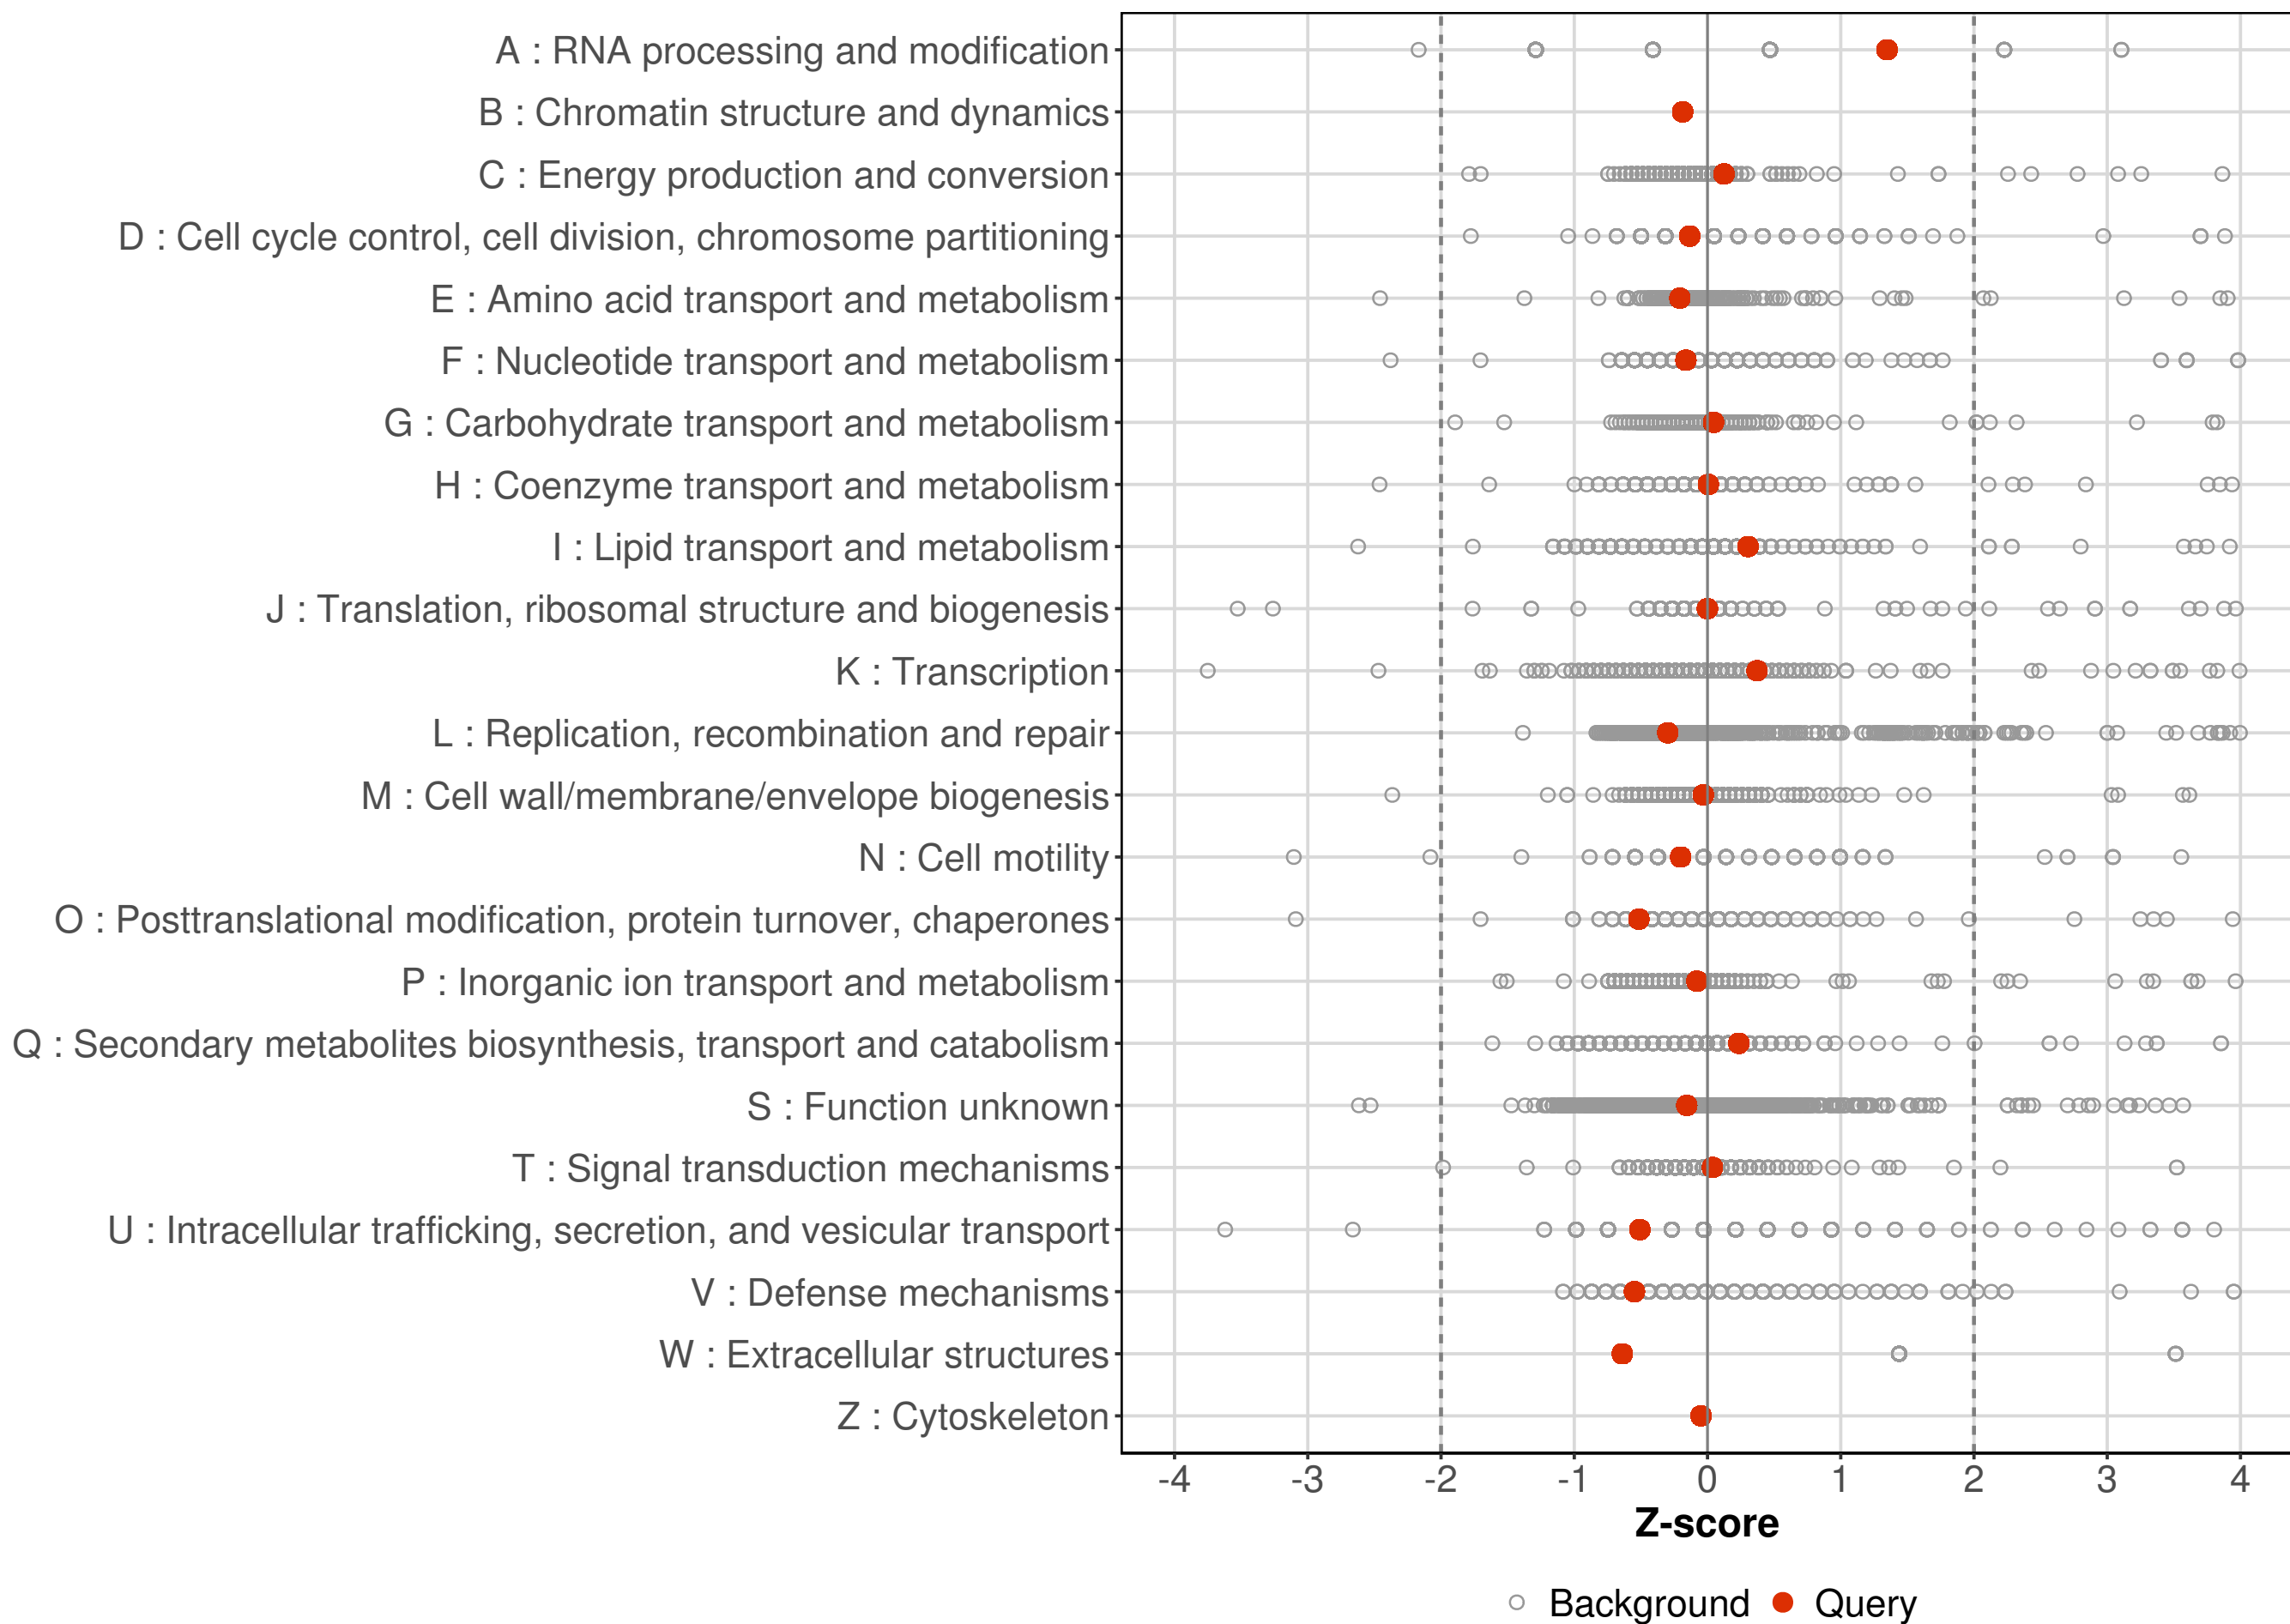 A : RNA processing and modification
B : Chromatin structure and dynamics
C : Energy production and conversion
D : Cell cycle control, cell division, chromosome partitioning
E : Amino acid transport and metabolism
F : Nucleotide transport and metabolism
G : Carbohydrate transport and metabolism
H : Coenzyme transport and metabolism
I : Lipid transport and metabolism
J : Translation, ribosomal structure and biogenesis
K : Transcription
L : Replication, recombination and repair
M : Cell wall/membrane/envelope biogenesis
N : Cell motility
O : Posttranslational modification, protein turnover, chaperones
P : Inorganic ion transport and metabolism
Q : Secondary metabolites biosynthesis, transport and catabolism
S : Function unknown
T : Signal transduction mechanisms
U : Intracellular trafficking, secretion, and vesicular transport
V : Defense mechanisms
W : Extracellular structures
Z : Cytoskeleton
-4 -3 -2 -1 0 1 2 3 4
Z-score
Background Query